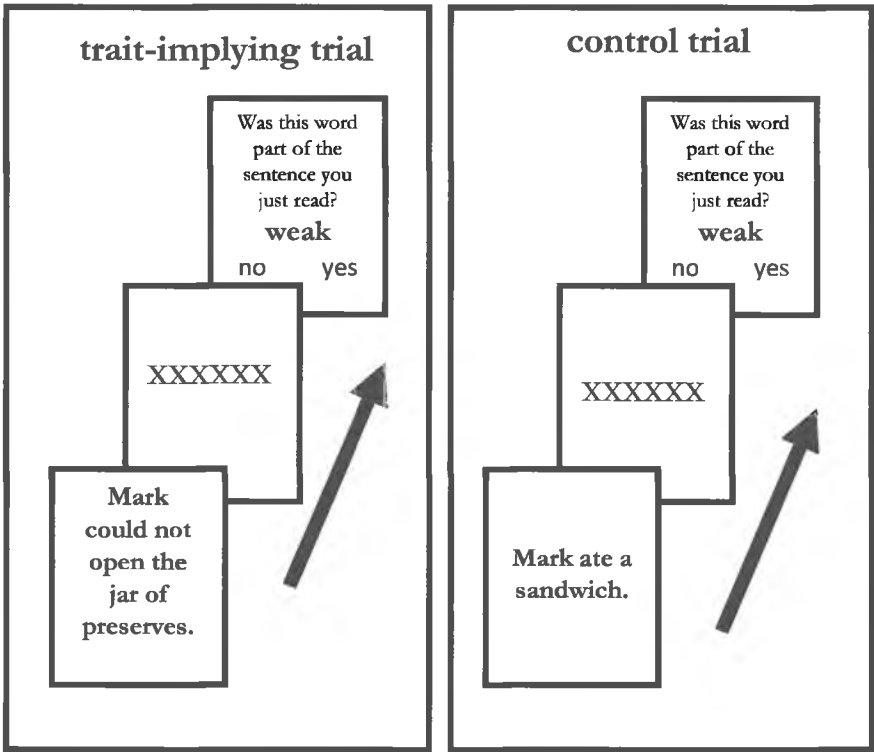 trait-implying trial
Was this word
part of the
sentence you
just read?
weak
no yes
XXXXXX
Mark
could not
open the
jar of
preserves.
control trial
Was this word
part of the
sentence you
just read?
weak
no yes
XXXXXX
Mark ate a
sandwich.